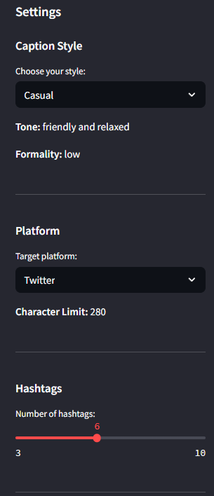 Settings
Caption Style
Choose your style:
Casual
Tone: friendly and relaxed
Formality: low
Platform
Target platform:
Twitter
Character Limit: 280
Hashtags
Number of hashtags:
6
3 10